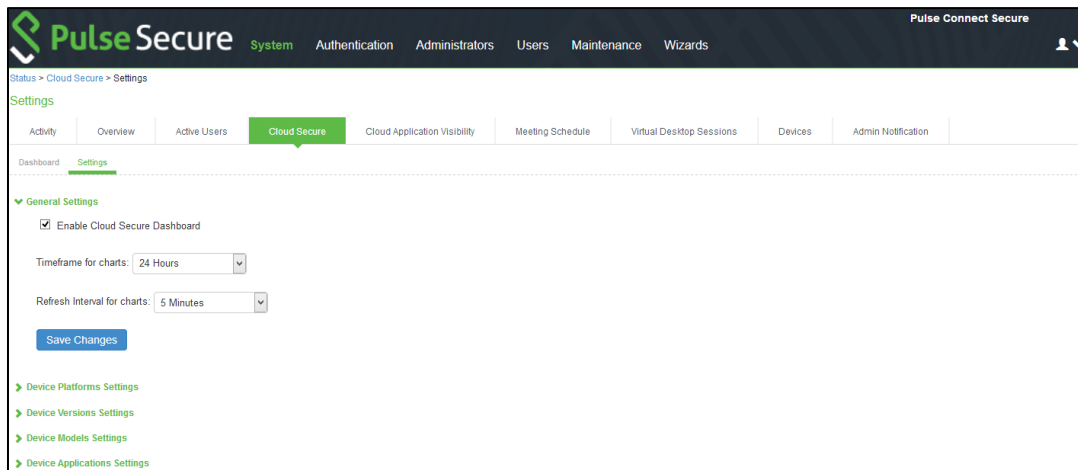 Pulse Connect Secure
Pulse Secure System Authentication Administrators Users Maintenance Wizards
Status > Cloud Secure > Settings
Settings
Activity Overview Active Users Cloud Secure Cloud Application Visibility Meeting Schedule Virtual Desktop Sessions Devices Admin Notification
Dashboard Settings
General Settings
Enable Cloud Secure Dashboard
Timeframe for charts: 24 Hours
Refresh Interval for charts: 5 Minutes
Save Changes
Device Platforms Settings
Device Versions Settings
Device Models Settings
Device Applications Settings